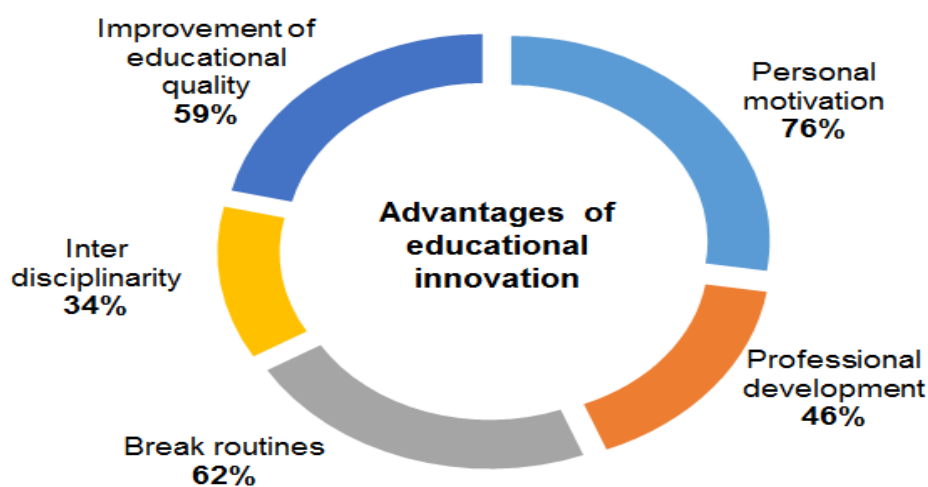 Improvement of
educational
quality
59%
Personal
motivation
76%
Advantages of
educational
innovation
Inter
disciplinarity
34%
Professional
development
46%
Break routines
62%